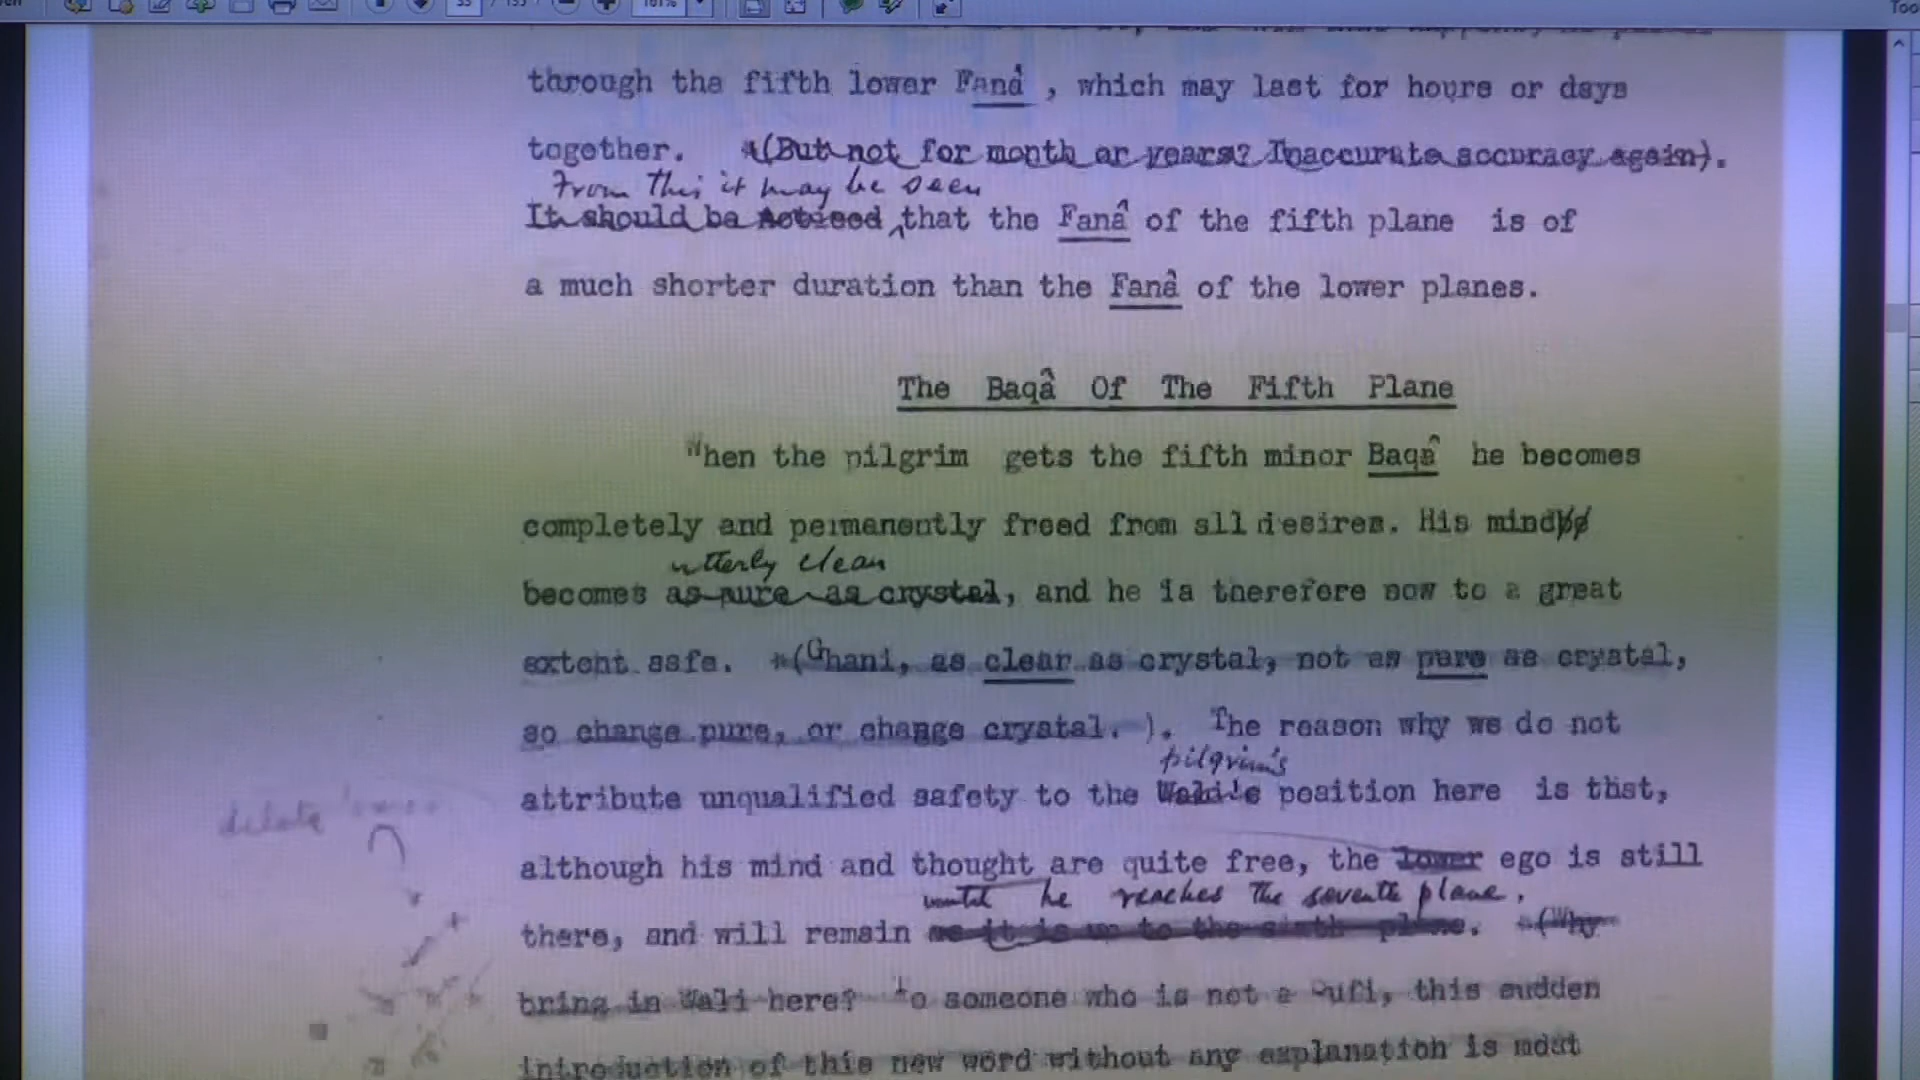 161%
Too
through the fifth lower Fanâ , which may last for hours or days
together. *(But not for month or years? Inaccurate accuracy again).
From this it may be seen
It should be noticed that the Fanâ of the fifth plane is of
a much shorter duration than the Fanâ of the lower planes.
The Baqâ Of The Fifth Plane
When the pilgrim gets the fifth minor Baqâ he becomes
completely and permanently freed from all desires. His mind
utterly clean
becomes as pure as crystal, and he is therefore now to a great
extent safe. *(Ghani, as clear as crystal, not as pure as crystal,
so change pure, or change crystal. ). The reason why we do not
pilgrim's
attribute unqualified safety to the Wali's position here is that,
delete lower
although his mind and thought are quite free, the lower ego is still
until he reaches the seventh plane.
there, and will remain as it is up to the sixth plane. *(Why
bring in Wali here? To someone who is not a Sufi, this sudden
introduction of this new word without any explanation is most